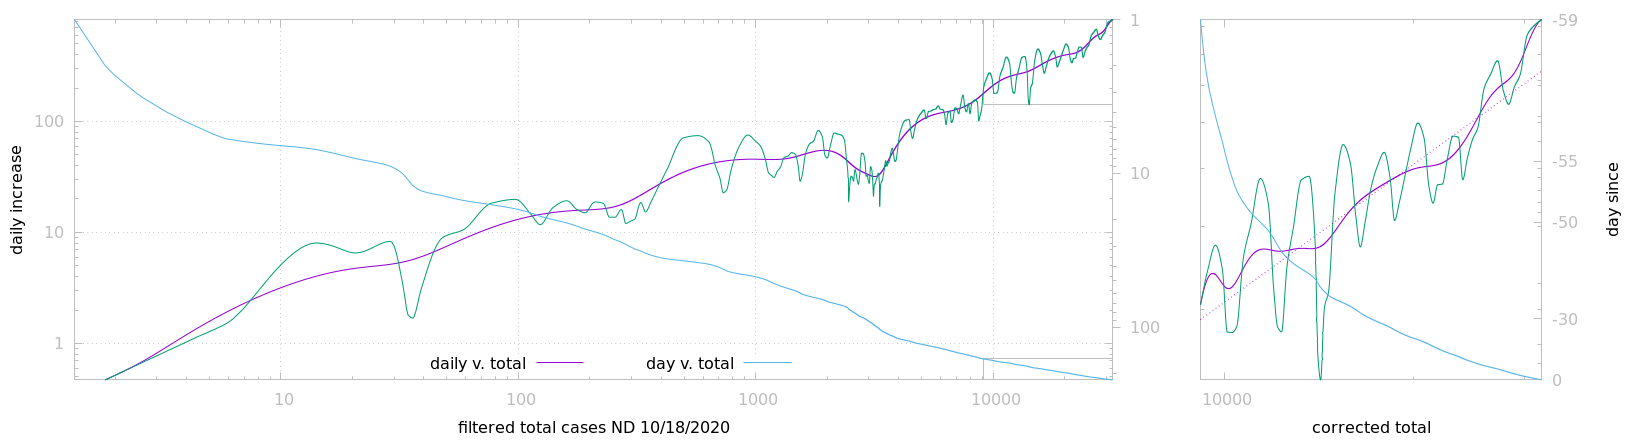 daily increase
100
10
1
daily v. total
day v. total
10
100
1000
10000
filtered total cases ND 10/18/2020
1
10
100
10000
corrected total
-59
-55
-50
-30
0
day since